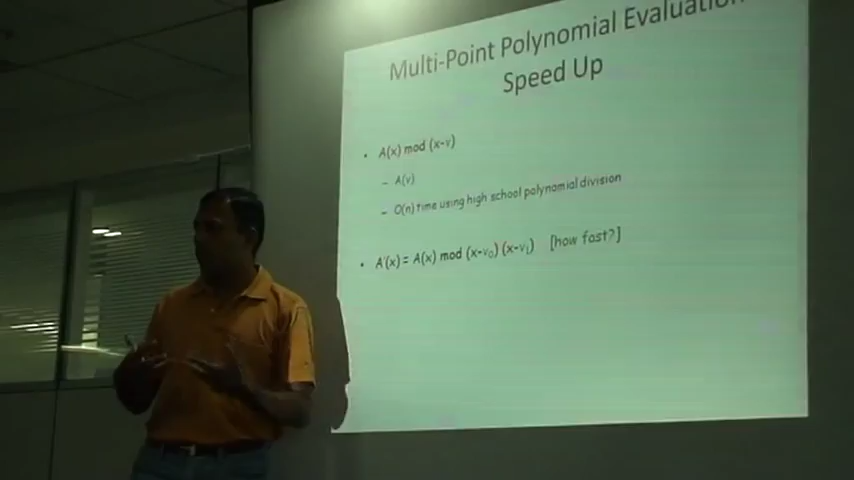 Multi-Point Polynomial Evaluation
Speed Up
• A(x) mod (x-v)
– A(v)
– O(n) time using high school polynomial division
• A'(x) = A(x) mod (x-v₀) (x-v₁) [how fast?]